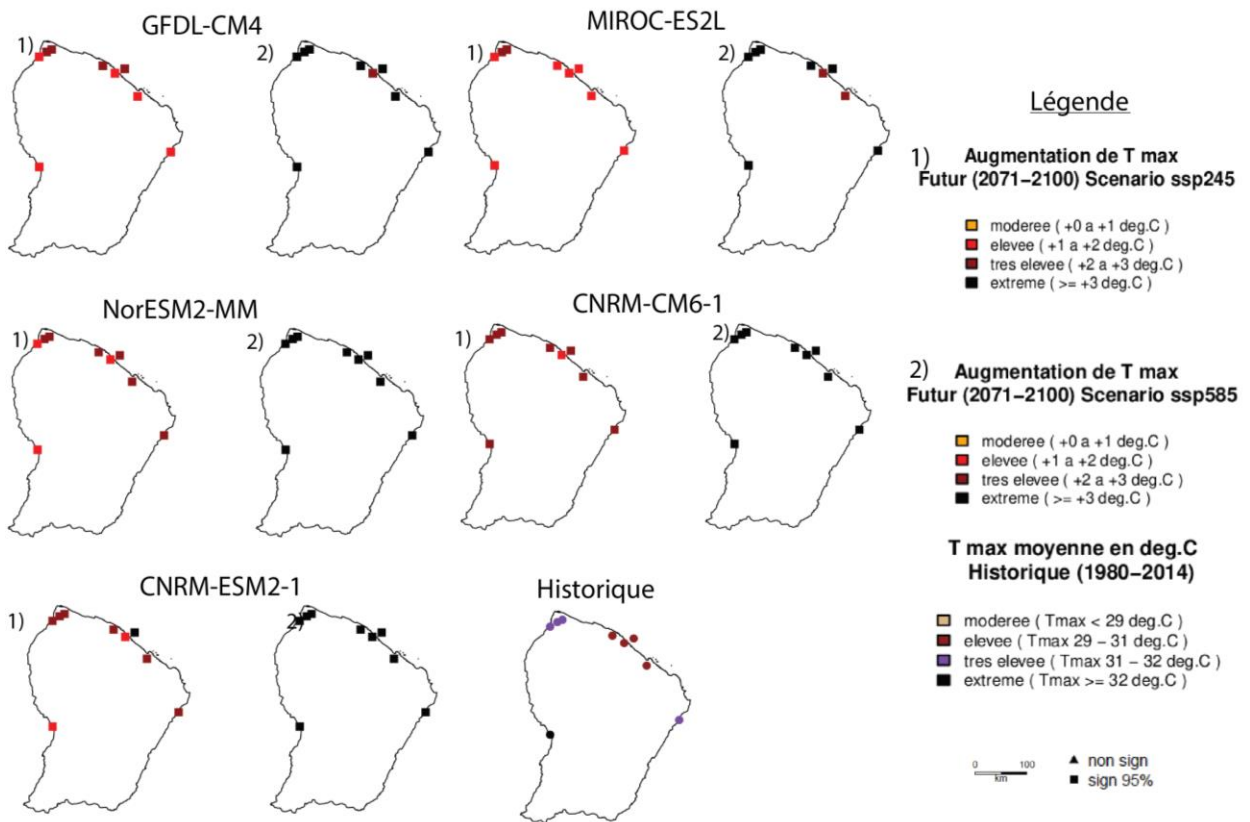 GFDL-CM4
MIROC-ES2L
1)
2)
1)
2)
Légende
1) Augmentation de T max
Futur (2071-2100) Scenario ssp245
moderee ( +0 a +1 deg.C )
elevee ( +1 a +2 deg.C )
tres elevee ( +2 a +3 deg.C )
extreme ( >= +3 deg.C )
NorESM2-MM
CNRM-CM6-1
1)
2)
1)
2)
2) Augmentation de T max
Futur (2071-2100) Scenario ssp585
moderee ( +0 a +1 deg.C )
elevee ( +1 a +2 deg.C )
tres elevee ( +2 a +3 deg.C )
extreme ( >= +3 deg.C )
CNRM-ESM2-1
Historique
1)
2)
T max moyenne en deg.C
Historique (1980-2014)
moderee ( Tmax < 29 deg.C )
elevee ( Tmax 29 - 31 deg.C )
tres elevee ( Tmax 31 - 32 deg.C )
extreme ( Tmax >= 32 deg.C )
0 100
km
non sign
sign 95%